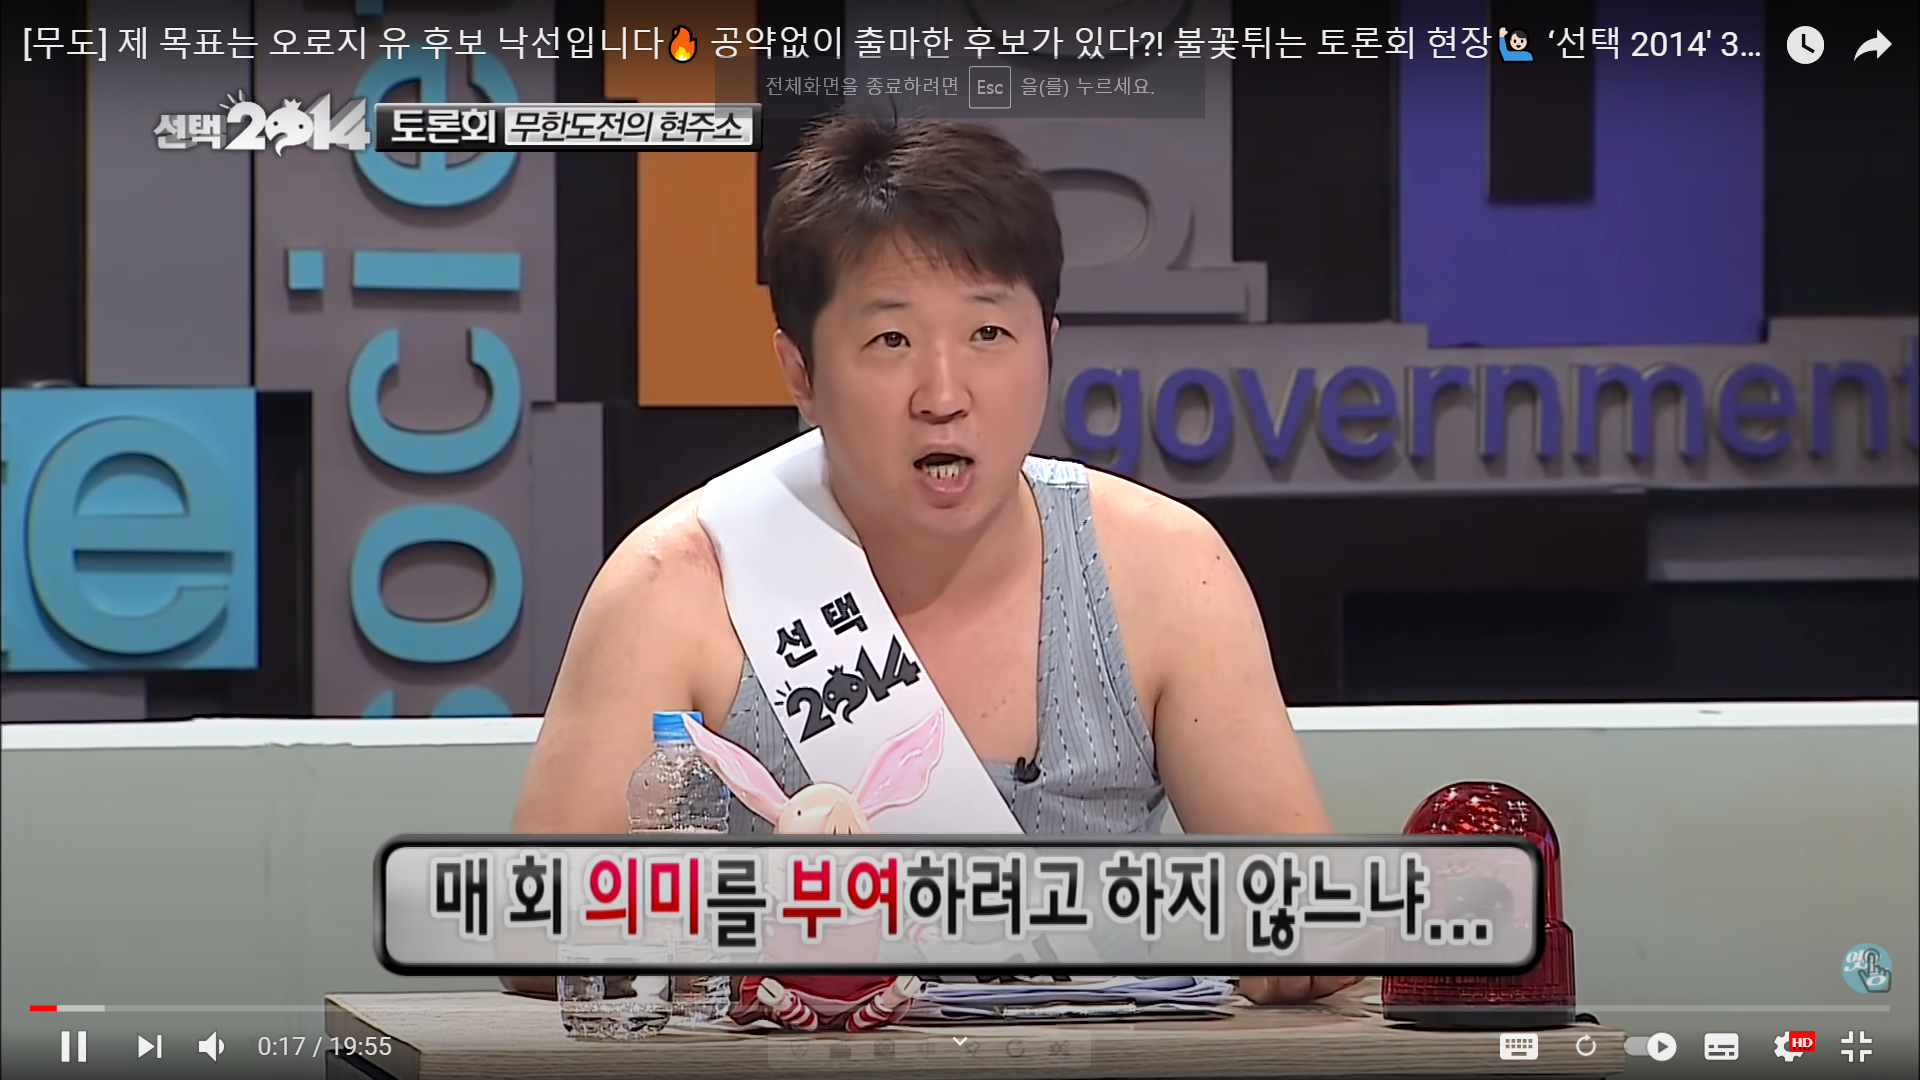 [무도] 제 목표는 오로지 유 후보 낙선입니다🔥 공약없이 출마한 후보가 있다?! 불꽃튀는 토론회 현장🙋🏻‍♂️ ‘선택 2014' 3...
전체화면을 종료하려면 Esc 을(를) 누르세요.
선택 2014 토론회 무한도전의 현주소
societ
government
e
선택
2014
매 회 의미를 부여하려고 하지 않느냐...
엿
0:17 / 19:55
HD